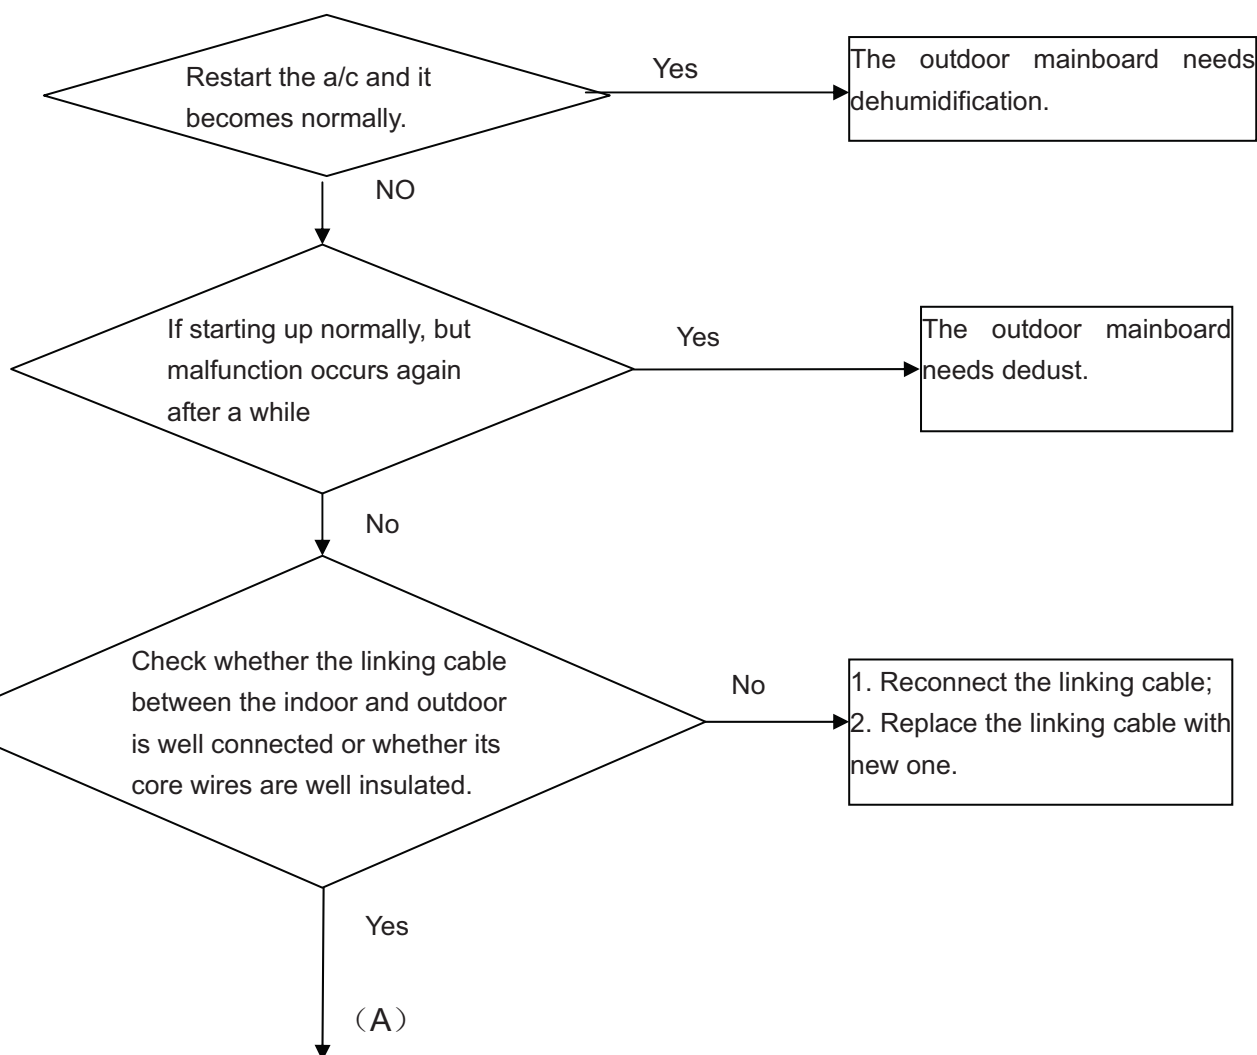 Restart the a/c and it
becomes normally.
Yes
The outdoor mainboard needs
dehumidification.
NO
If starting up normally, but
malfunction occurs again
after a while
Yes
The outdoor mainboard
needs dedust.
No
Check whether the linking cable
between the indoor and outdoor
is well connected or whether its
core wires are well insulated.
No
1. Reconnect the linking cable;
2. Replace the linking cable with
new one.
Yes
（A）